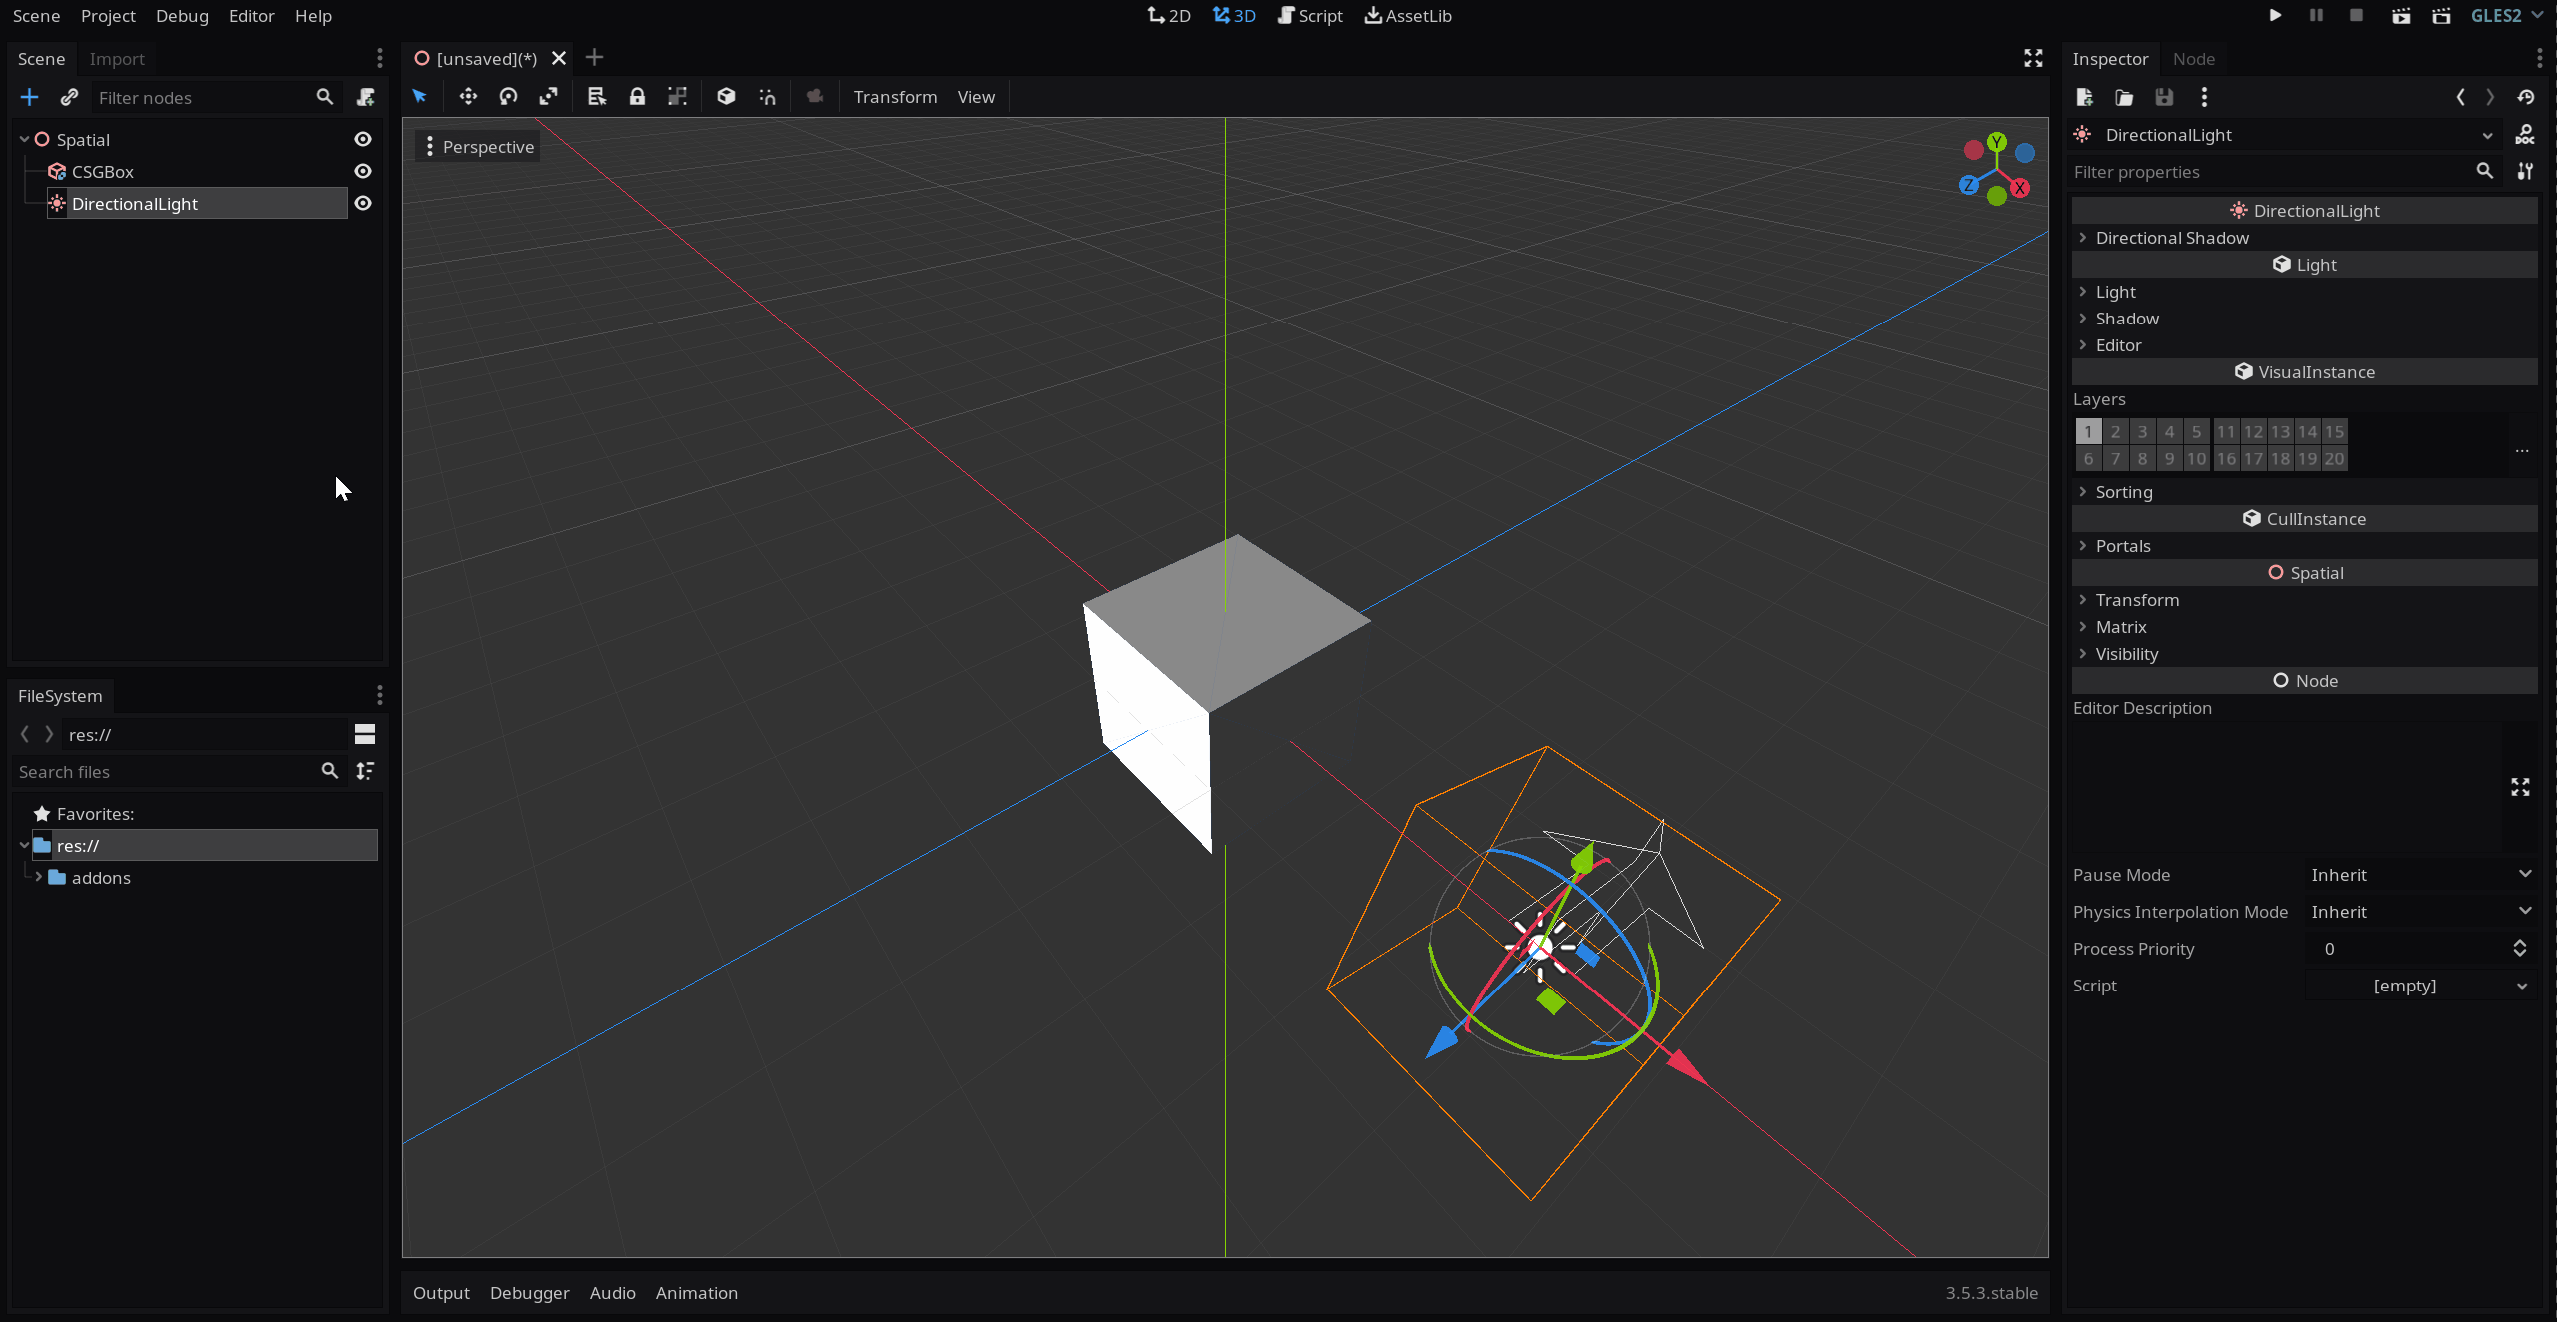 Scene Project Debug Editor Help
2D 3D Script AssetLib
GLES2
Scene Import
Filter nodes
Spatial
CSGBox
DirectionalLight
FileSystem
res://
Search files
Favorites:
res://
addons
[unsaved](*)
Transform View
Perspective
Y
Z X
Output Debugger Audio Animation
3.5.3.stable
Inspector Node
DirectionalLight
DOC
Filter properties
DirectionalLight
Directional Shadow
Light
Light
Shadow
Editor
VisualInstance
Layers
1 2 3 4 5 11 12 13 14 15
6 7 8 9 10 16 17 18 19 20
...
Sorting
CullInstance
Portals
Spatial
Transform
Matrix
Visibility
Node
Editor Description
Pause Mode Inherit
Physics Interpolation Mode Inherit
Process Priority 0
Script [empty]